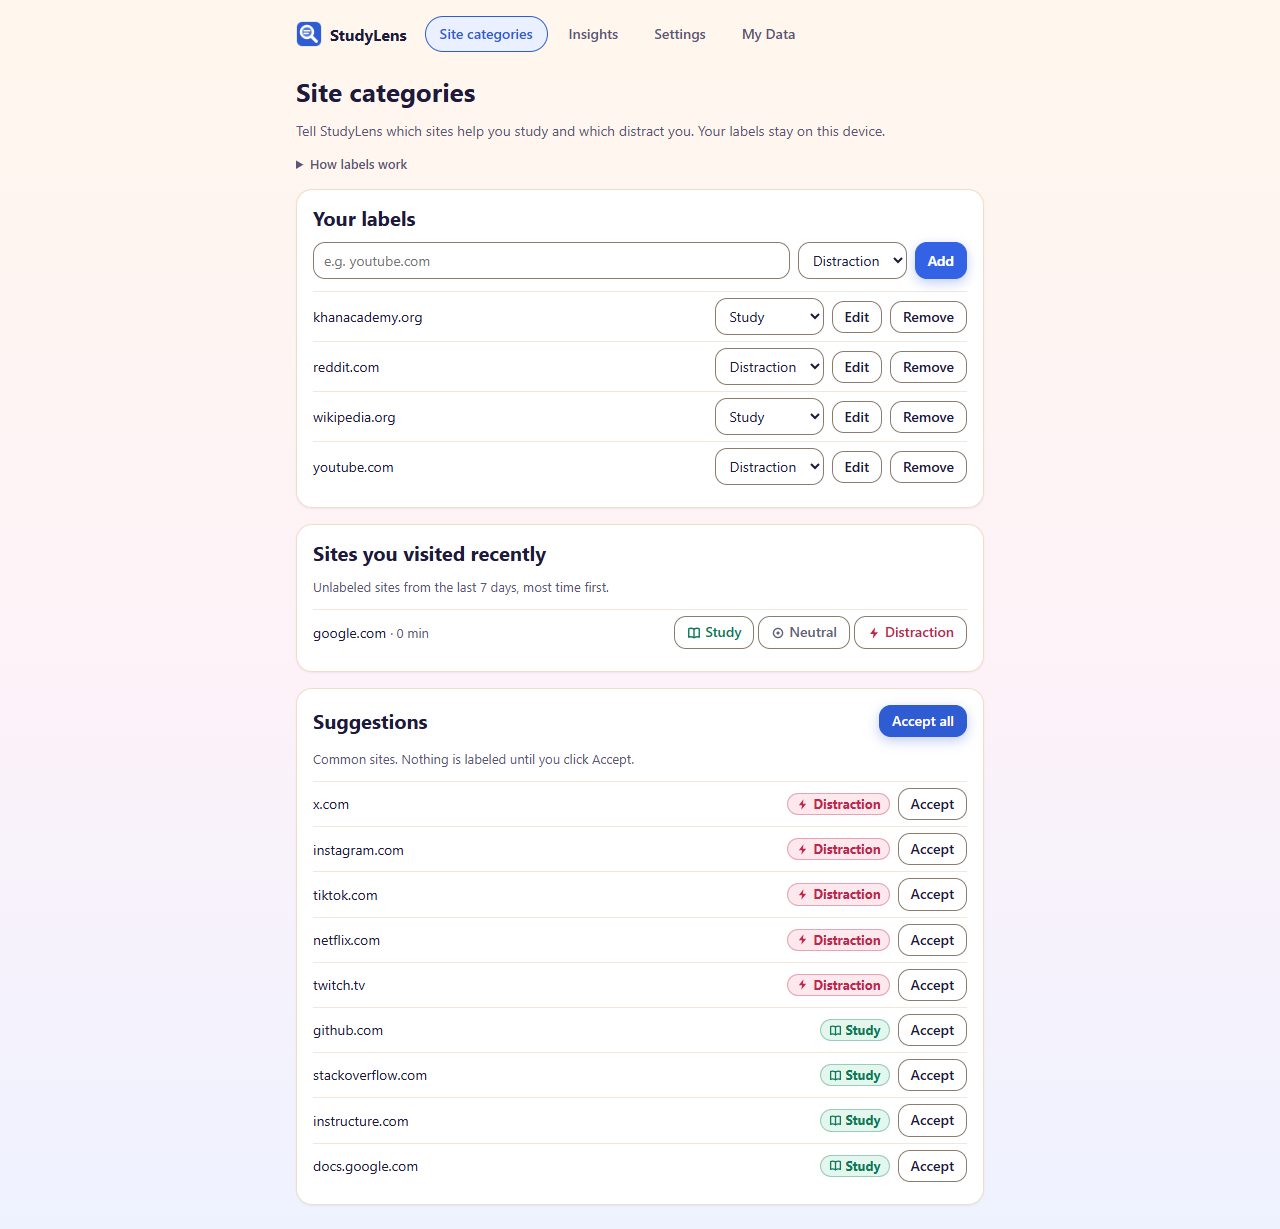 StudyLens Site categories Insights Settings My Data
Site categories
Tell StudyLens which sites help you study and which distract you. Your labels stay on this device.
How labels work
Your labels
e.g. youtube.com Distraction Add
khanacademy.org Study Edit Remove
reddit.com Distraction Edit Remove
wikipedia.org Study Edit Remove
youtube.com Distraction Edit Remove
Sites you visited recently
Unlabeled sites from the last 7 days, most time first.
google.com · 0 min Study Neutral Distraction
Suggestions Accept all
Common sites. Nothing is labeled until you click Accept.
x.com Distraction Accept
instagram.com Distraction Accept
tiktok.com Distraction Accept
netflix.com Distraction Accept
twitch.tv Distraction Accept
github.com Study Accept
stackoverflow.com Study Accept
instructure.com Study Accept
docs.google.com Study Accept